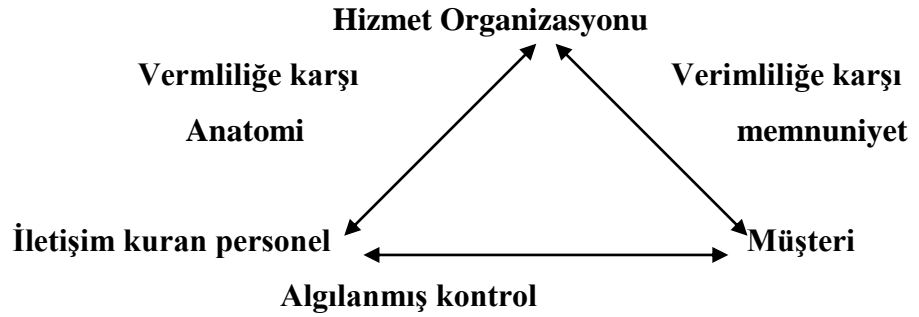 Hizmet Organizasyonu
Vermliliğe karşı
Anatomi
Verimliliğe karşı
memnuniyet
İletişim kuran personel
Müşteri
Algılanmış kontrol